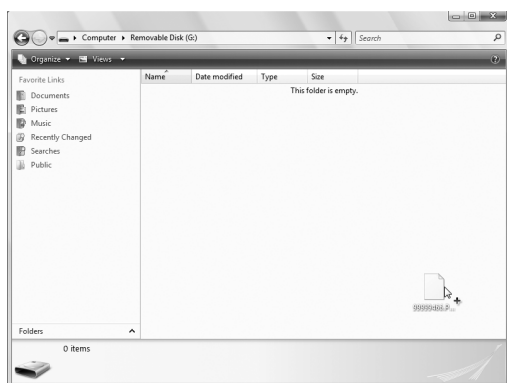 Computer Removable Disk (G:)
Search
Organize Views
Favorite Links
Documents
Pictures
Music
Recently Changed
Searches
Public
Name Date modified Type Size
This folder is empty.
Folders
0 items